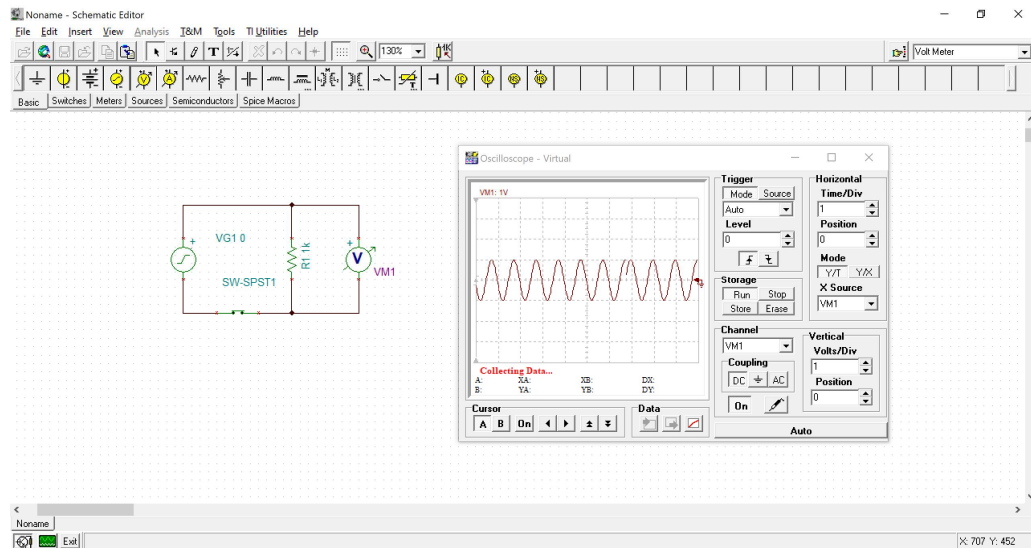 Noname - Schematic Editor
File Edit Insert View Analysis T&M Tools TI Utilities Help
130% Volt Meter
Basic Switches Meters Sources Semiconductors Spice Macros
VG1 0
R1 1k
V
VM1
SW-SPST1
Oscilloscope - Virtual
VM1: 1V
Collecting Data...
A: XA: XB: DX:
B: YA: YB: DY:
Cursor
A B On
Data
Trigger
Mode Source
Auto
Level
0
Storage
Run Stop
Store Erase
Channel
VM1
Coupling
DC AC
On
Horizontal
Time/Div
1
Position
0
Mode
Y/T Y/X
X Source
VM1
Vertical
Volts/Div
1
Position
0
Auto
Noname
Exit X: 707 Y: 452